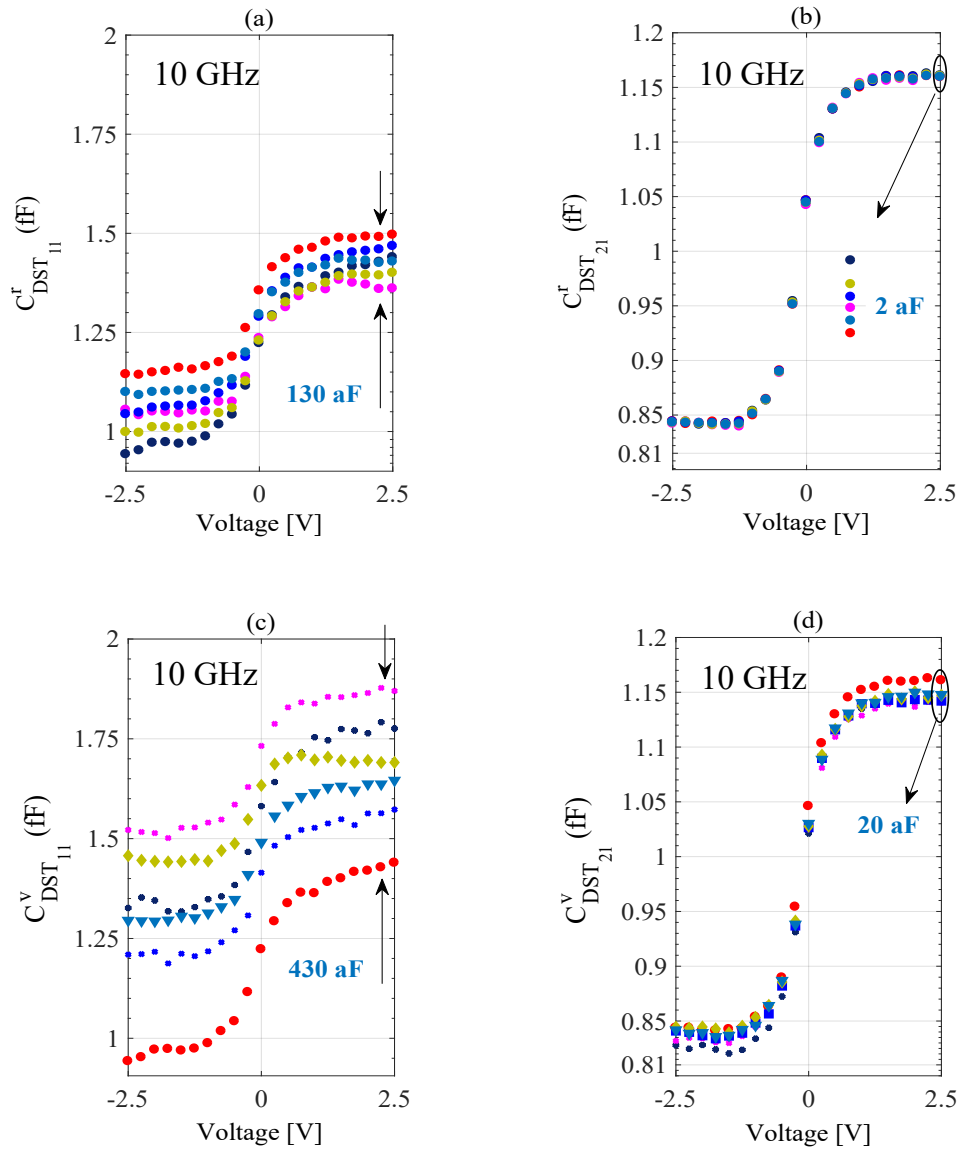 (a)
10 GHz
2
1.75
1.5
1.25
1
C^r_DST_11 (fF)
130 aF
-2.5
0
2.5
Voltage [V]
(b)
10 GHz
1.2
1.15
1.1
1.05
1
0.95
0.9
0.85
0.81
C^r_DST_21 (fF)
2 aF
-2.5
0
2.5
Voltage [V]
(c)
10 GHz
2
1.75
1.5
1.25
1
C^v_DST_11 (fF)
430 aF
-2.5
0
2.5
Voltage [V]
(d)
10 GHz
1.2
1.15
1.1
1.05
1
0.95
0.9
0.85
0.81
C^v_DST_21 (fF)
20 aF
-2.5
0
2.5
Voltage [V]